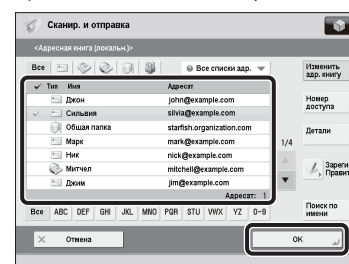 Сканир. и отправка
<Адресная книга (локальн.)>
Все
Все списки адр.
Изменить адр. книгу
Тип Имя Адресат
Джон john@example.com
Сильвия silvia@example.com
Общая папка starfish.organization.com
Марк mark@example.com
Ник nick@example.com
Митчел mitchell@example.com
Джим jim@example.com
Адресат: 1
Номер доступа
Детали
1/4
Зареги
Правит
Поиск по имени
Все ABC DEF GHI JKL MNO PQR STU VWX YZ 0-9
Отмена
OK